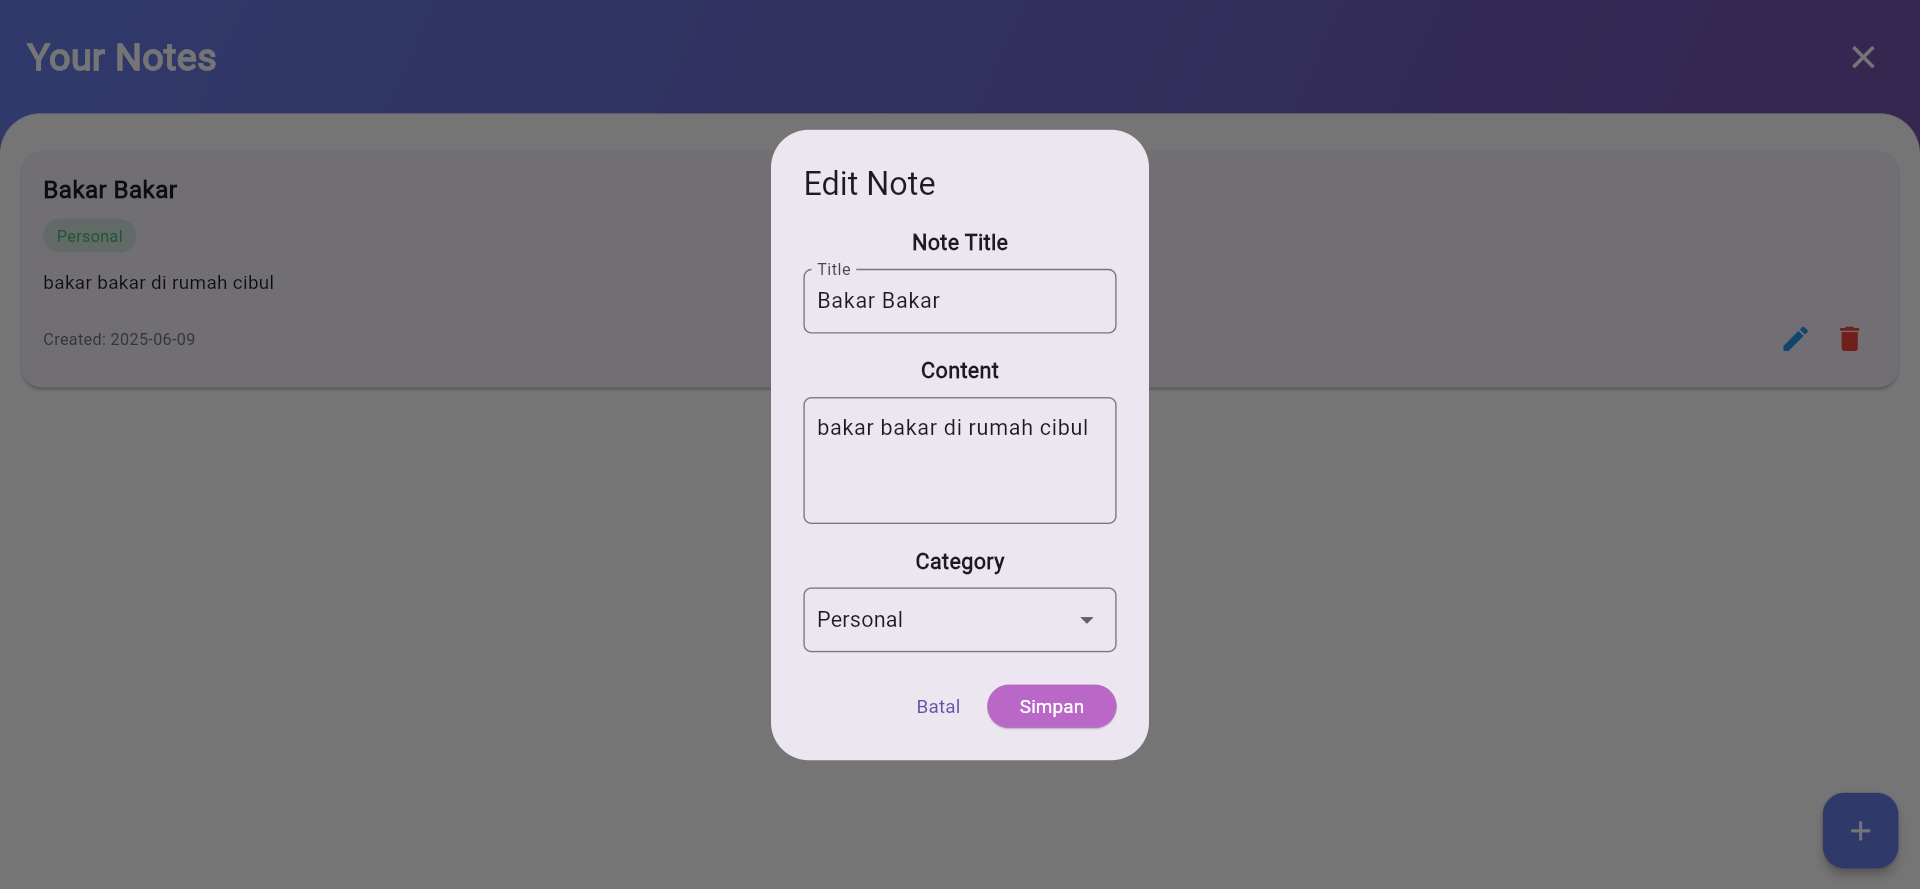 Your Notes
Bakar Bakar
Personal
bakar bakar di rumah cibul
Created: 2025-06-09
Edit Note
Note Title
Title
Bakar Bakar
Content
bakar bakar di rumah cibul
Category
Personal
Batal
Simpan